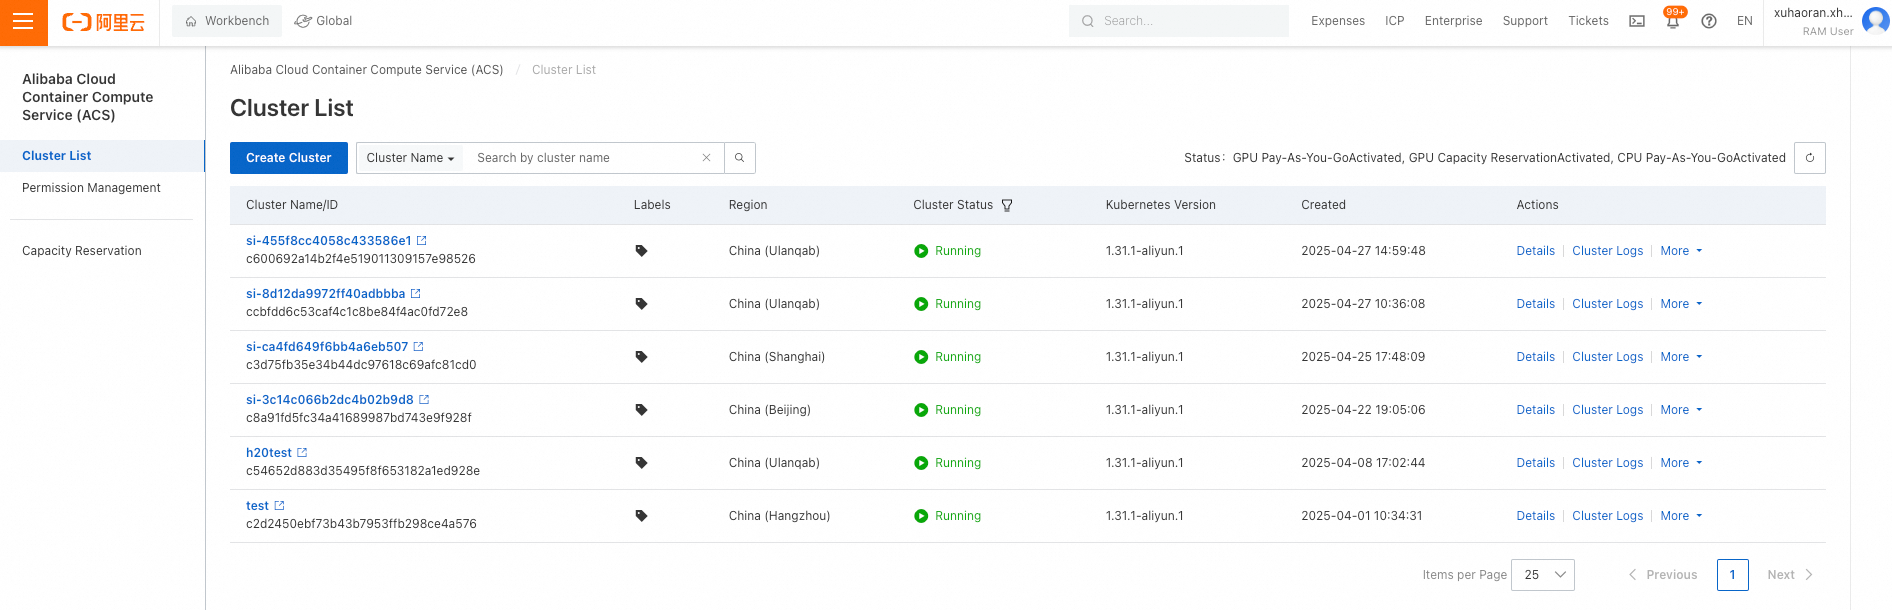 阿里云
Workbench
Global
Search...
Expenses
ICP
Enterprise
Support
Tickets
99+
EN
xuhaoran.xh...
RAM User
Alibaba Cloud
Container Compute
Service (ACS)
Cluster List
Permission Management
Capacity Reservation
Alibaba Cloud Container Compute Service (ACS) / Cluster List
Cluster List
Create Cluster
Cluster Name
Search by cluster name
Status: GPU Pay-As-You-GoActivated, GPU Capacity ReservationActivated, CPU Pay-As-You-GoActivated
Cluster Name/ID Labels Region Cluster Status Kubernetes Version Created Actions
si-455f8cc4058c433586e1
c600692a14b2f4e519011309157e98526
China (Ulanqab) Running 1.31.1-aliyun.1 2025-04-27 14:59:48 Details Cluster Logs More
si-8d12da9972ff40adbbba
ccbfdd6c53caf4c1c8be84f4ac0fd72e8
China (Ulanqab) Running 1.31.1-aliyun.1 2025-04-27 10:36:08 Details Cluster Logs More
si-ca4fd649f6bb4a6eb507
c3d75fb35e34b44dc97618c69afc81cd0
China (Shanghai) Running 1.31.1-aliyun.1 2025-04-25 17:48:09 Details Cluster Logs More
si-3c14c066b2dc4b02b9d8
c8a91fd5fc34a41689987bd743e9f928f
China (Beijing) Running 1.31.1-aliyun.1 2025-04-22 19:05:06 Details Cluster Logs More
h20test
c54652d883d35495f8f653182a1ed928e
China (Ulanqab) Running 1.31.1-aliyun.1 2025-04-08 17:02:44 Details Cluster Logs More
test
c2d2450ebf73b43b7953ffb298ce4a576
China (Hangzhou) Running 1.31.1-aliyun.1 2025-04-01 10:34:31 Details Cluster Logs More
Items per Page 25 Previous 1 Next